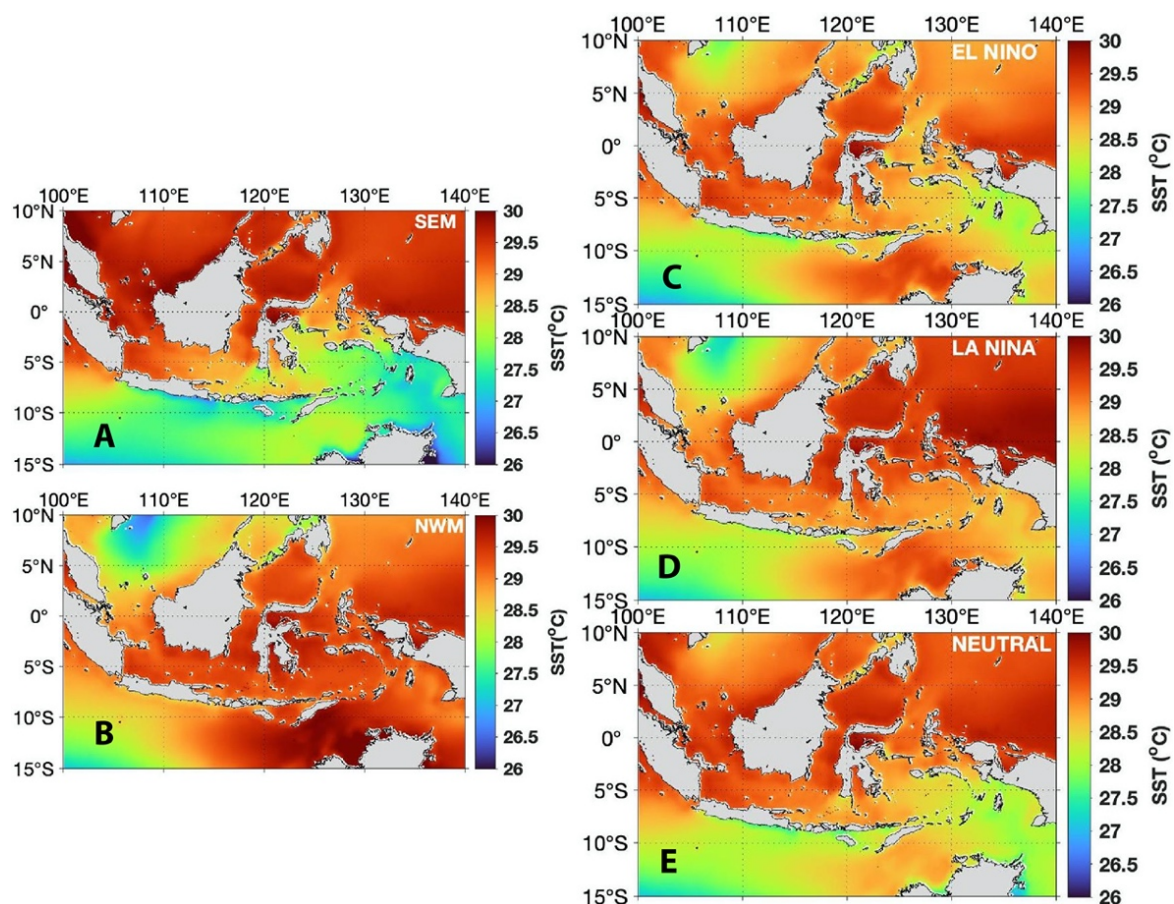 100°E 110°E 120°E 130°E 140°E
10°N
5°N
0°
5°S
10°S
15°S
SEM
A
30
29.5
29
28.5
28
27.5
27
26.5
26
SST(°C)
100°E 110°E 120°E 130°E 140°E
10°N
5°N
0°
5°S
10°S
15°S
NWM
B
30
29.5
29
28.5
28
27.5
27
26.5
26
SST(°C)
100°E 110°E 120°E 130°E 140°E
10°N
5°N
0°
5°S
10°S
15°S
EL NINO
C
30
29.5
29
28.5
28
27.5
27
26.5
26
SST (°C)
100°E 110°E 120°E 130°E 140°E
10°N
5°N
0°
5°S
10°S
15°S
LA NINA
D
30
29.5
29
28.5
28
27.5
27
26.5
26
SST (°C)
100°E 110°E 120°E 130°E 140°E
10°N
5°N
0°
5°S
10°S
15°S
NEUTRAL
E
30
29.5
29
28.5
28
27.5
27
26.5
26
SST (°C)